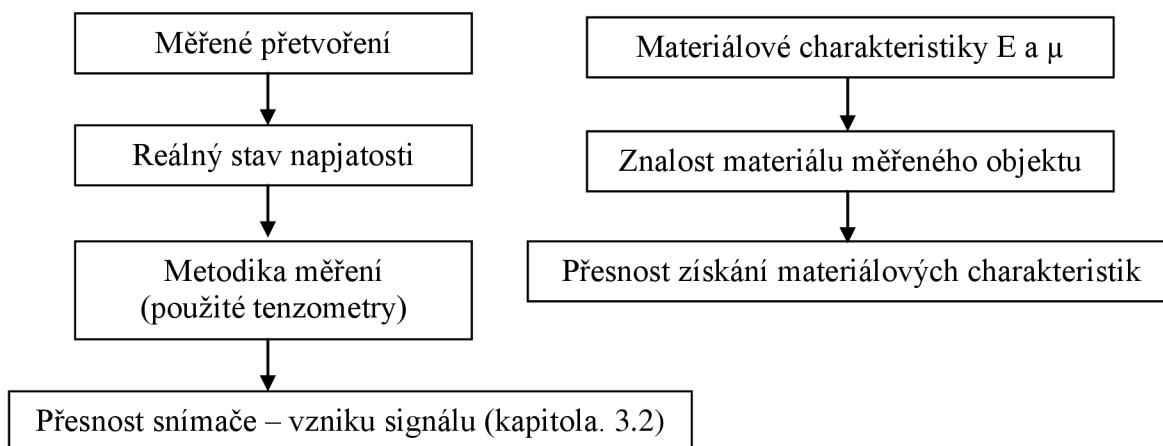 Měřené přetvoření
Reálný stav napjatosti
Metodika měření
(použité tenzometry)
Přesnost snímače – vzniku signálu (kapitola. 3.2)
Materiálové charakteristiky E a μ
Znalost materiálu měřeného objektu
Přesnost získání materiálových charakteristik